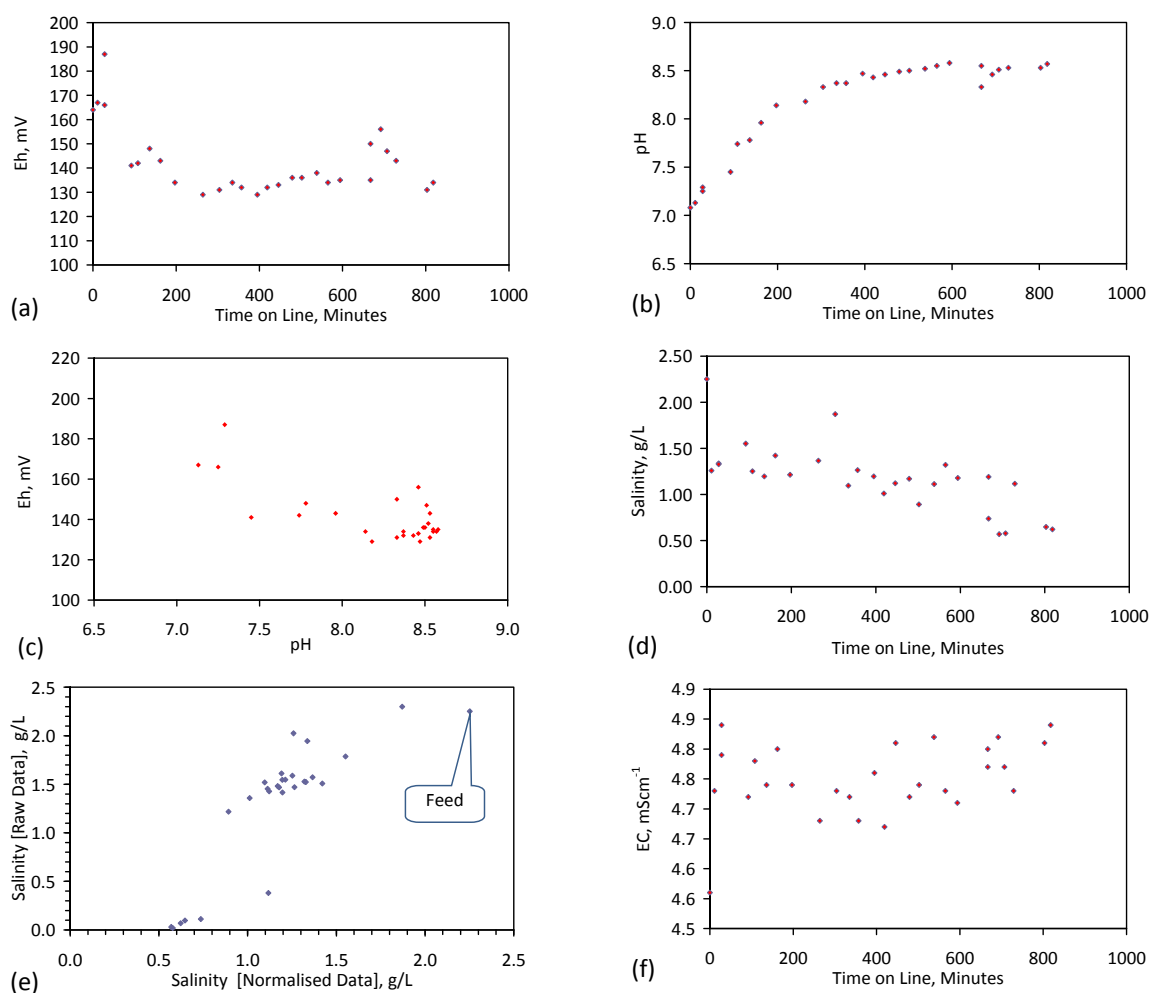 200
190
180
170
160
150
140
130
120
110
100
Eh, mV
0 200 400 600 800 1000
Time on Line, Minutes
(a)
9.0
8.5
8.0
7.5
7.0
6.5
pH
0 200 400 600 800 1000
Time on Line, Minutes
(b)
220
200
180
160
140
120
100
Eh, mV
6.5 7.0 7.5 8.0 8.5 9.0
pH
(c)
2.50
2.00
1.50
1.00
0.50
0.00
Salinity, g/L
0 200 400 600 800 1000
Time on Line, Minutes
(d)
2.5
2.0
1.5
1.0
0.5
0.0
Salinity [Raw Data], g/L
Feed
0.0 0.5 1.0 1.5 2.0 2.5
Salinity [Normalised Data], g/L
(e)
4.9
4.9
4.8
4.8
4.7
4.7
4.6
4.6
4.5
EC, mScm⁻¹
0 200 400 600 800 1000
Time on Line, Minutes
(f)